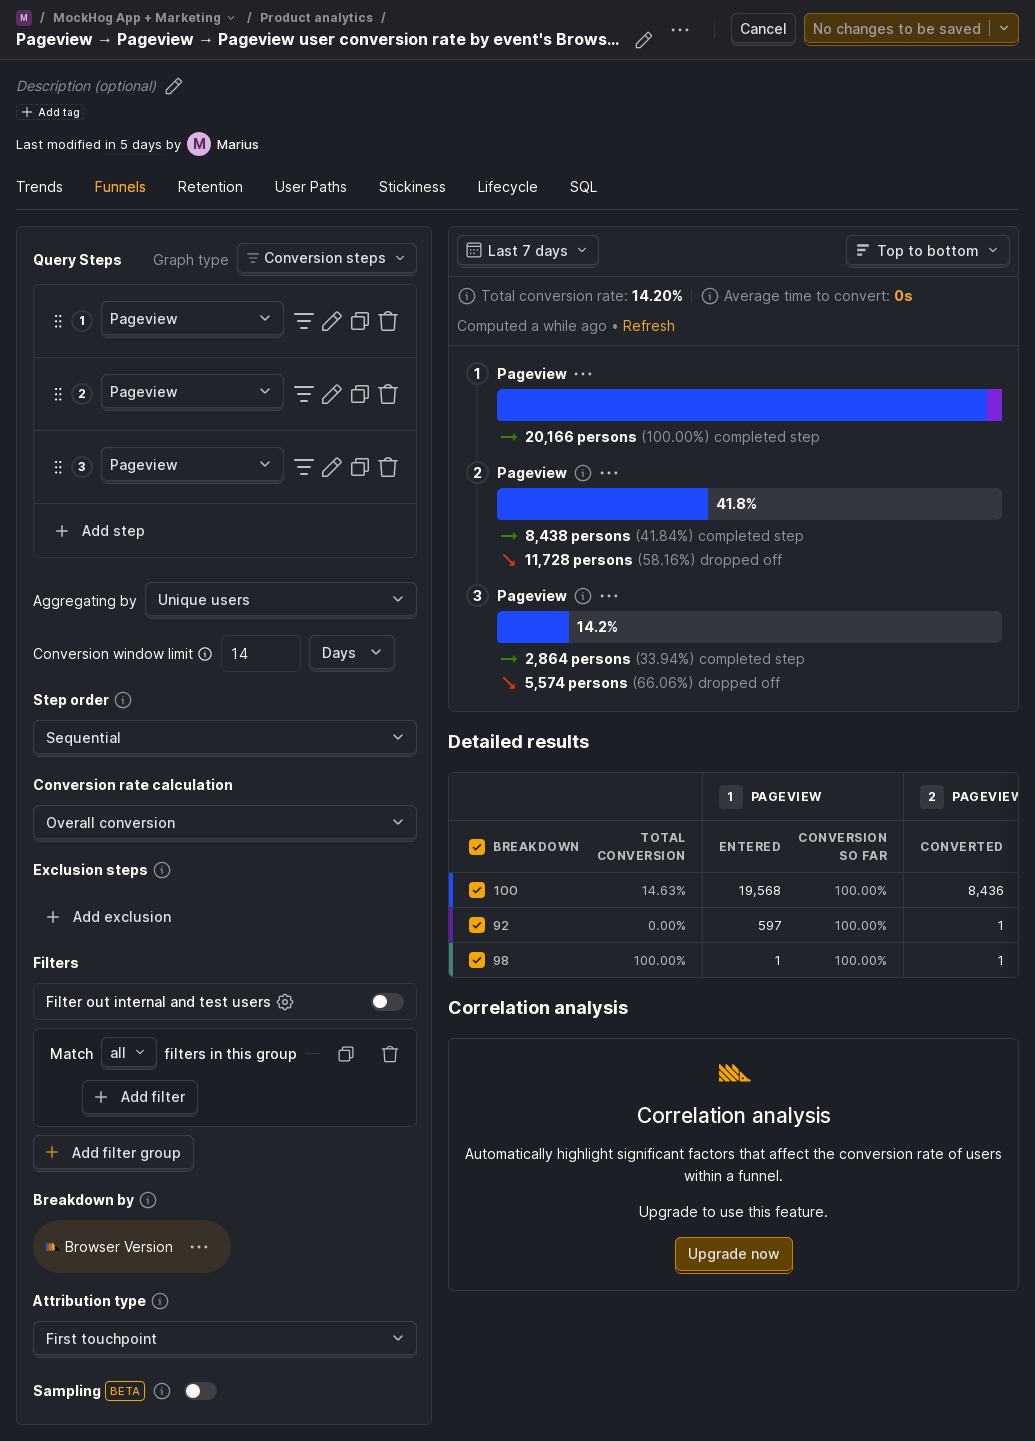 M / MockHog App + Marketing / Product analytics /
Pageview → Pageview → Pageview user conversion rate by event's Brows...
Cancel
No changes to be saved
Description (optional)
Add tag
Last modified in 5 days by M Marius
Trends Funnels Retention User Paths Stickiness Lifecycle SQL
Query Steps Graph type Conversion steps
1 Pageview
2 Pageview
3 Pageview
Add step
Aggregating by Unique users
Conversion window limit 14 Days
Step order
Sequential
Conversion rate calculation
Overall conversion
Exclusion steps
Add exclusion
Filters
Filter out internal and test users
Match all filters in this group
Add filter
Add filter group
Breakdown by
Browser Version
Attribution type
First touchpoint
Sampling BETA
Last 7 days Top to bottom
Total conversion rate: 14.20% Average time to convert: 0s
Computed a while ago • Refresh
1 Pageview
20,166 persons (100.00%) completed step
2 Pageview
41.8%
8,438 persons (41.84%) completed step
11,728 persons (58.16%) dropped off
3 Pageview
14.2%
2,864 persons (33.94%) completed step
5,574 persons (66.06%) dropped off
Detailed results
1 PAGEVIEW 2 PAGEVIEW
BREAKDOWN TOTAL CONVERSION ENTERED CONVERSION SO FAR CONVERTED
100 14.63% 19,568 100.00% 8,436
92 0.00% 597 100.00% 1
98 100.00% 1 100.00% 1
Correlation analysis
Correlation analysis
Automatically highlight significant factors that affect the conversion rate of users
within a funnel.
Upgrade to use this feature.
Upgrade now